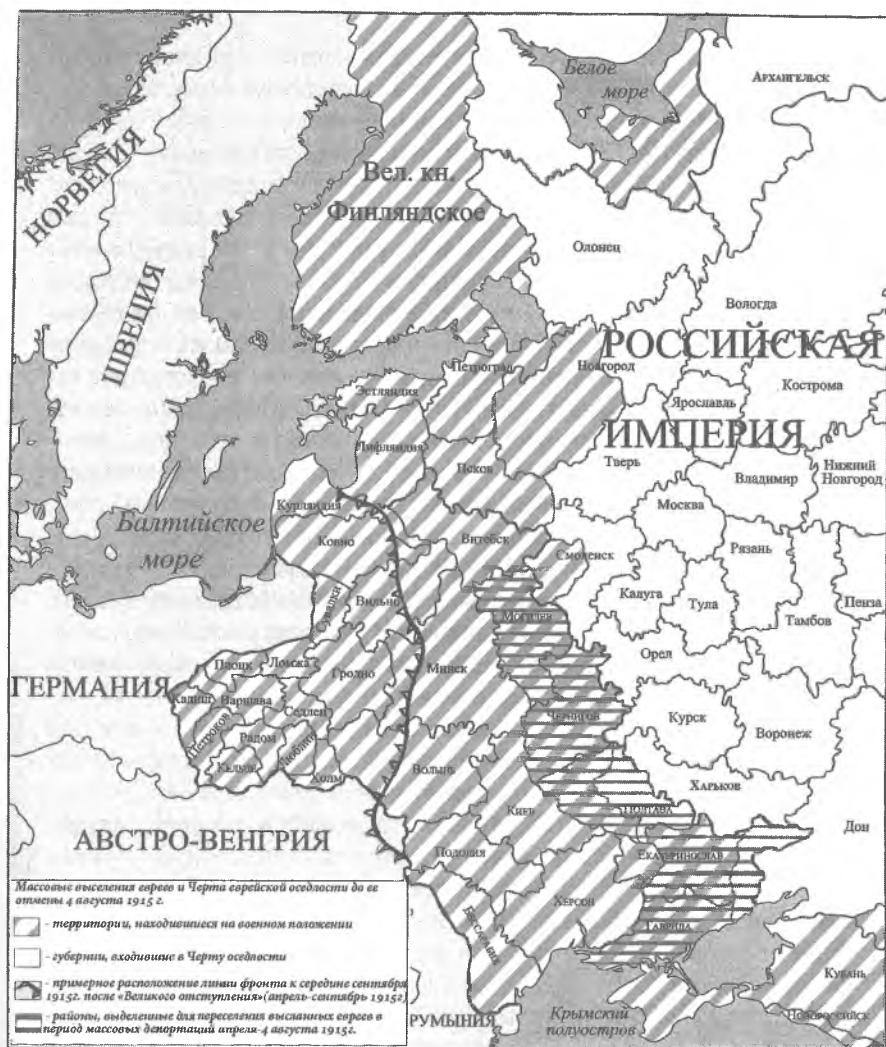 Белое
море
Архангельск
НОРВЕГИЯ
Вел. кн.
Финляндское
Олонец
ШВЕЦИЯ
Вологда
РОССИЙСКАЯ
Петроград
Новгород
Кострома
Эстляндия
Ярославль
ИМПЕРИЯ
Лифляндия
Тверь
Псков
Владимир
Нижний
Новгород
Москва
Курляндия
Балтийское
море
Ковно
Витебск
Смоленск
Рязань
Сувалки
Вильно
Калуга
Тула
Пенза
Могилев
Тамбов
Орел
Плоцк
Ломжа
Гродно
Минск
ГЕРМАНИЯ
Калиш
Варшава
Седлец
Чернигов
Курск
Воронеж
Петроков
Радом
Люблин
Кельцы
Холм
Волынь
Харьков
Киев
Полтава
Дон
АВСТРО-ВЕНГРИЯ
Екатеринослав
Подолия
Херсон
Бессарабия
Таврида
Кубань
РУМЫНИЯ
Крымский
полуостров
Новороссийск
Массовые выселения евреев и Черта еврейской оседлости до ее
отмены 4 августа 1915 г.
- территории, находившиеся на военном положении
- губернии, входившие в Черту оседлости
- примерное расположение линии фронта к середине сентября
1915г. после «Великого отступления» (апрель-сентябрь 1915г)
- районы, выделенные для переселения высланных евреев в
период массовых депортаций апреля-4 августа 1915г.